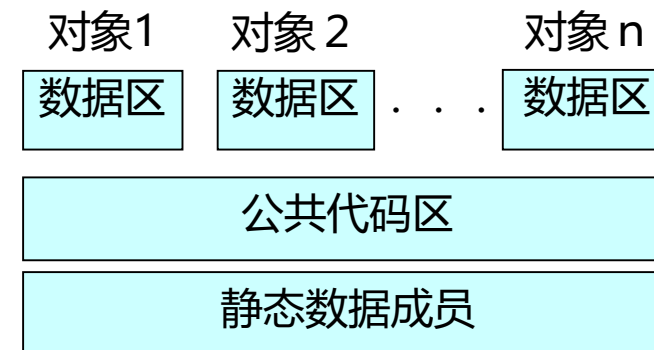 对象1 对象2 对象n
数据区 数据区 . . . 数据区
公共代码区
静态数据成员